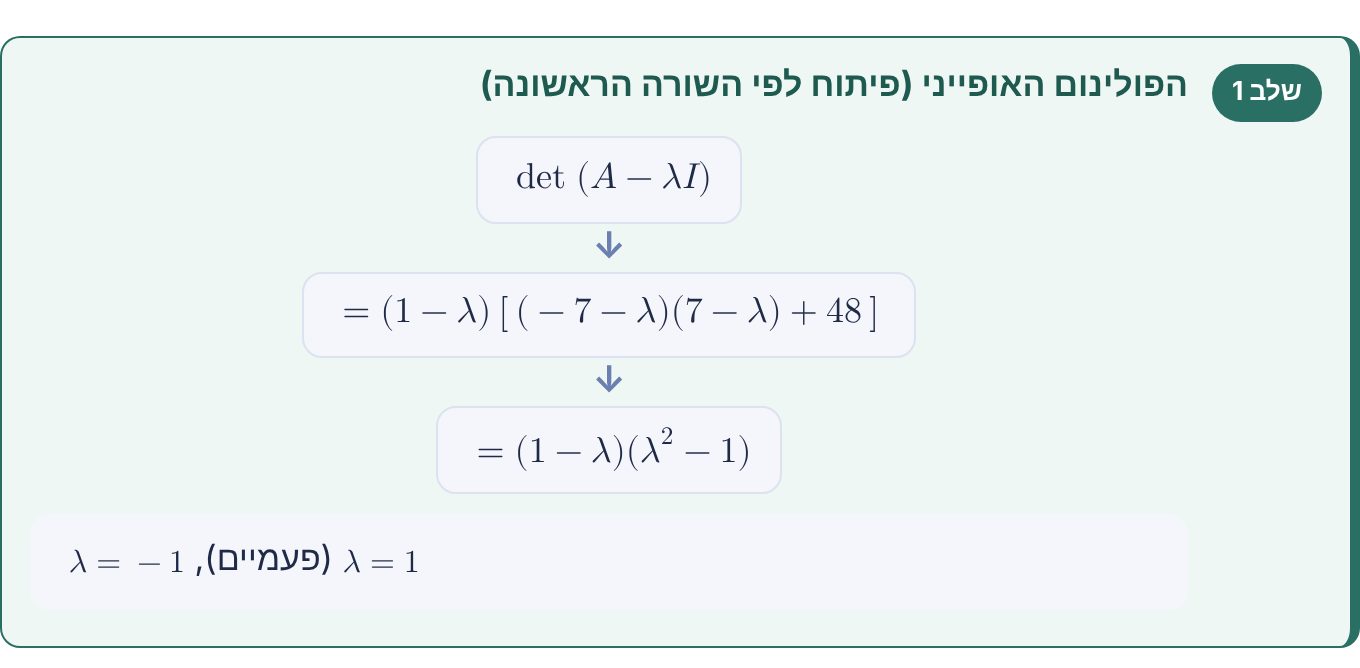 שלב 1
הפולינום האופייני (פיתוח לפי השורה הראשונה)
det (A − λI)
↓
= (1 − λ) [ ( − 7 − λ)(7 − λ) + 48 ]
↓
= (1 − λ)(λ² − 1)
λ = 1 (פעמיים), λ = − 1